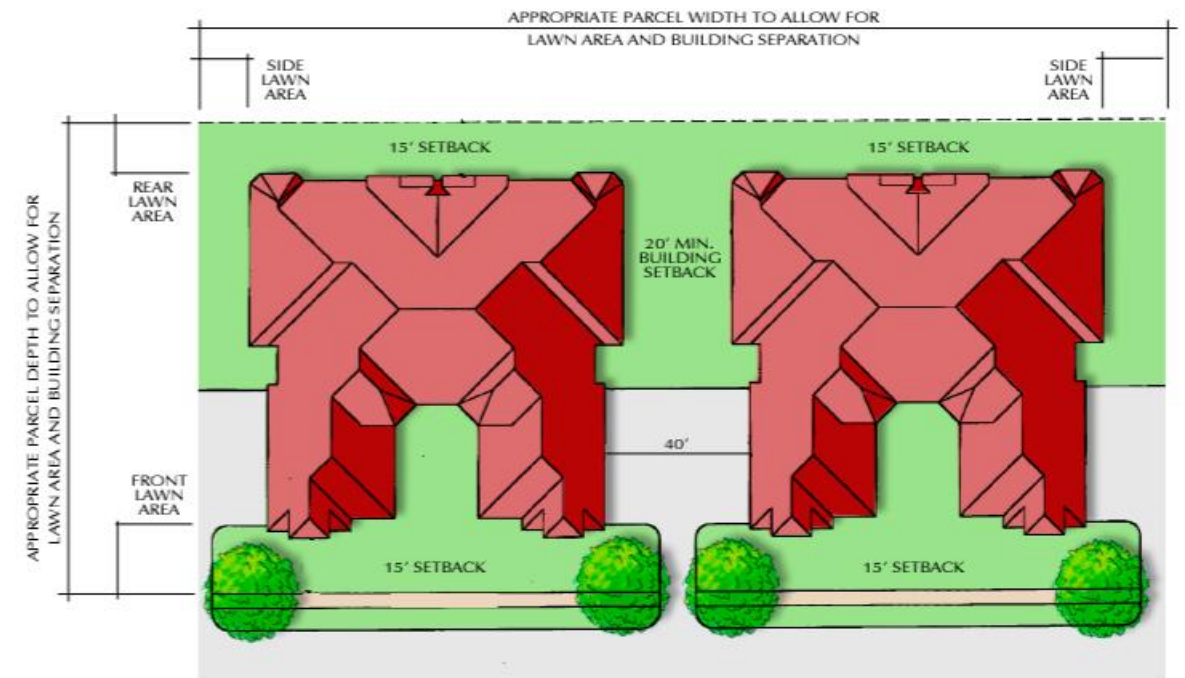 APPROPRIATE PARCEL WIDTH TO ALLOW FOR
LAWN AREA AND BUILDING SEPARATION
SIDE
LAWN
AREA
SIDE
LAWN
AREA
15' SETBACK
15' SETBACK
REAR
LAWN
AREA
APPROPRIATE PARCEL DEPTH TO ALLOW FOR
LAWN AREA AND BUILDING SEPARATION
20' MIN.
BUILDING
SETBACK
40'
FRONT
LAWN
AREA
15' SETBACK
15' SETBACK